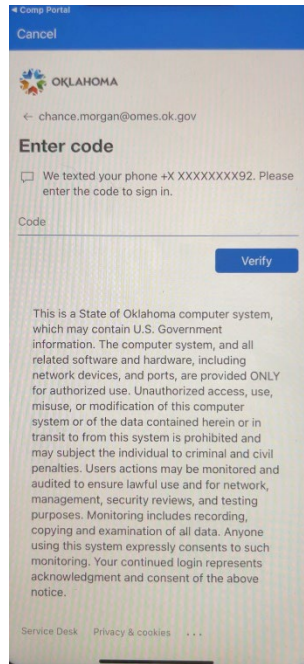 ◀ Comp Portal
Cancel
OKLAHOMA
← chance.morgan@omes.ok.gov
Enter code
We texted your phone +X XXXXXXXX92. Please
enter the code to sign in.
Code
Verify
This is a State of Oklahoma computer system,
which may contain U.S. Government
information. The computer system, and all
related software and hardware, including
network devices, and ports, are provided ONLY
for authorized use. Unauthorized access, use,
misuse, or modification of this computer
system or of the data contained herein or in
transit to from this system is prohibited and
may subject the individual to criminal and civil
penalties. Users actions may be monitored and
audited to ensure lawful use and for network,
management, security reviews, and testing
purposes. Monitoring includes recording,
copying and examination of all data. Anyone
using this system expressly consents to such
monitoring. Your continued login represents
acknowledgment and consent of the above
notice.
Service Desk Privacy & cookies ...